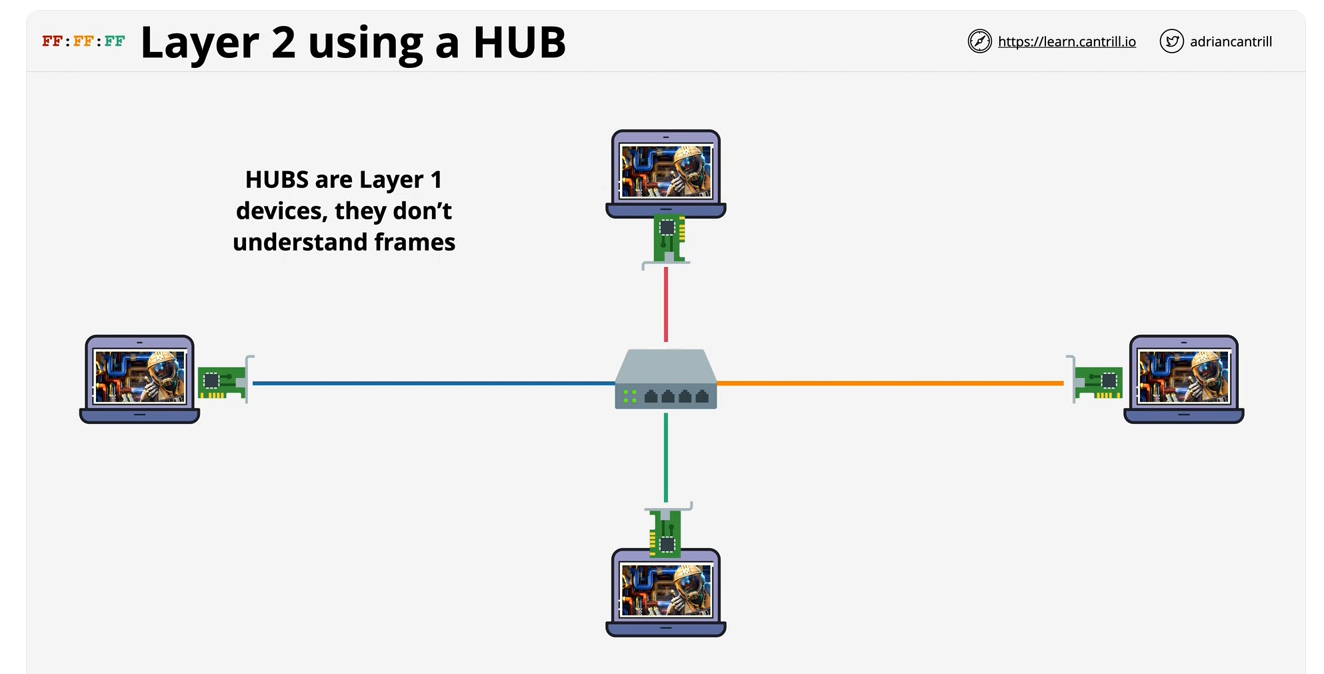 FF:FF:FF Layer 2 using a HUB
https://learn.cantrill.io adriancantrill
HUBS are Layer 1
devices, they don’t
understand frames